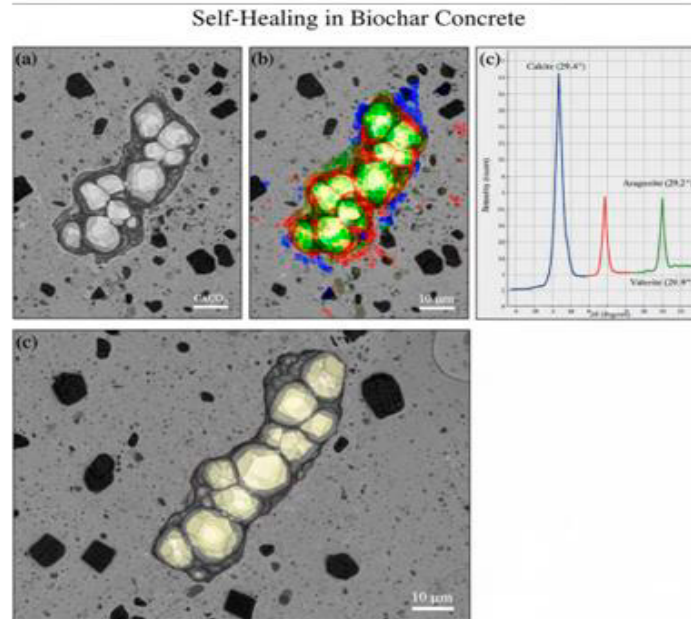 Self-Healing in Biochar Concrete
(a)
CaCO
(b)
10 μm
(c)
Calcite (29.4°)
Aragonite (29.2°)
Vaterite (29.9°
(c)
10 μm